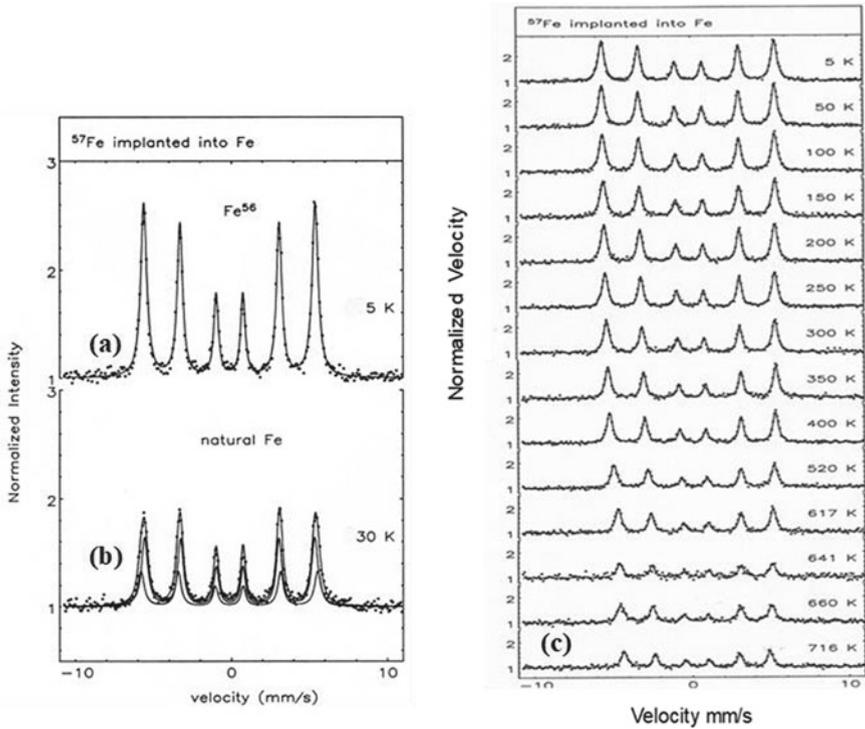 ⁵⁷Fe implanted into Fe
3
Fe⁵⁶
2
5 K
(a)
1
Normalized Intensity
3
natural Fe
2
30 K
(b)
1
−10
0
10
velocity (mm/s)
⁵⁷Fe implanted into Fe
2
1
5 K
2
1
50 K
2
1
100 K
2
1
150 K
2
1
200 K
2
1
250 K
2
1
300 K
2
1
350 K
2
1
400 K
2
1
520 K
2
1
617 K
2
1
641 K
2
1
660 K
2
1
716 K
(c)
Normalized Velocity
−10
0
10
Velocity mm/s